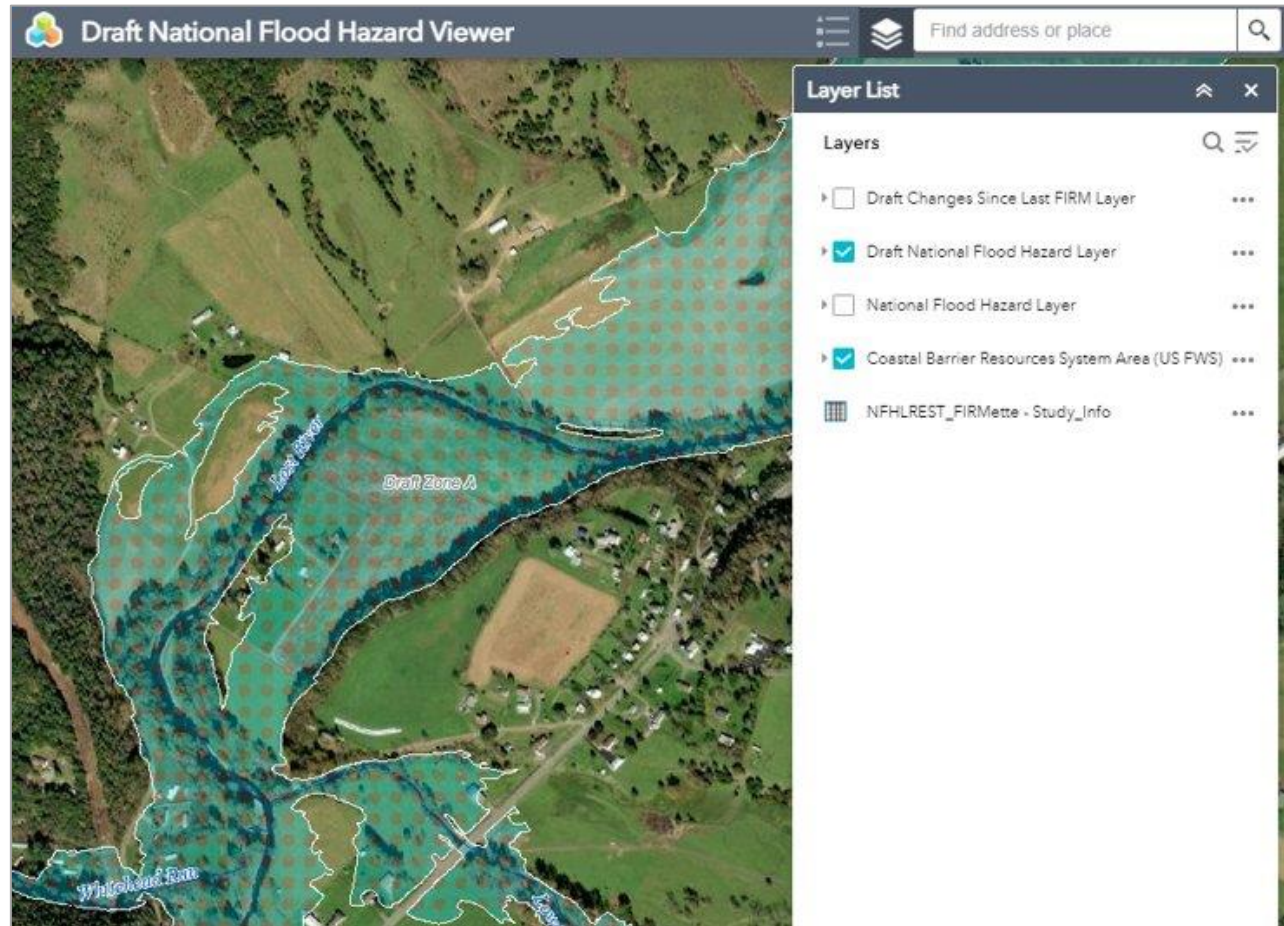 Draft National Flood Hazard Viewer
Find address or place
Layer List
Layers
Draft Changes Since Last FIRM Layer
Draft National Flood Hazard Layer
National Flood Hazard Layer
Coastal Barrier Resources System Area (US FWS)
NFHLREST_FIRMette - Study_Info
Lost River
Draft Zone A
Whitehead Run